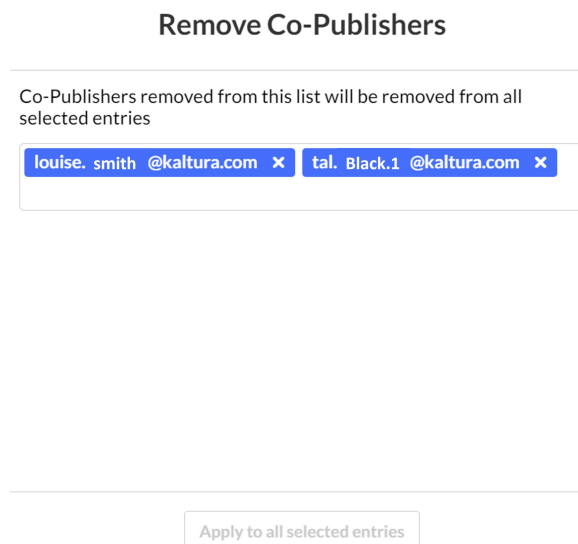 Remove Co-Publishers
Co-Publishers removed from this list will be removed from all
selected entries
louise. smith @kaltura.com × tal. Black.1 @kaltura.com ×
Apply to all selected entries